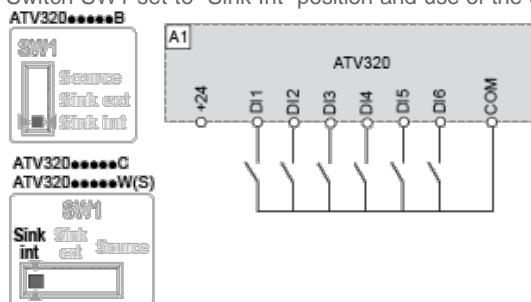 Switch SW1 set to "Sink Int" position and use of the
ATV320●●●●●B
SW1
Source
Sink ext
Sink int
A1
ATV320
+24
DI1
DI2
DI3
DI4
DI5
DI6
COM
ATV320●●●●●C
ATV320●●●●●W(S)
SW1
Sink int
Sink ext
Source